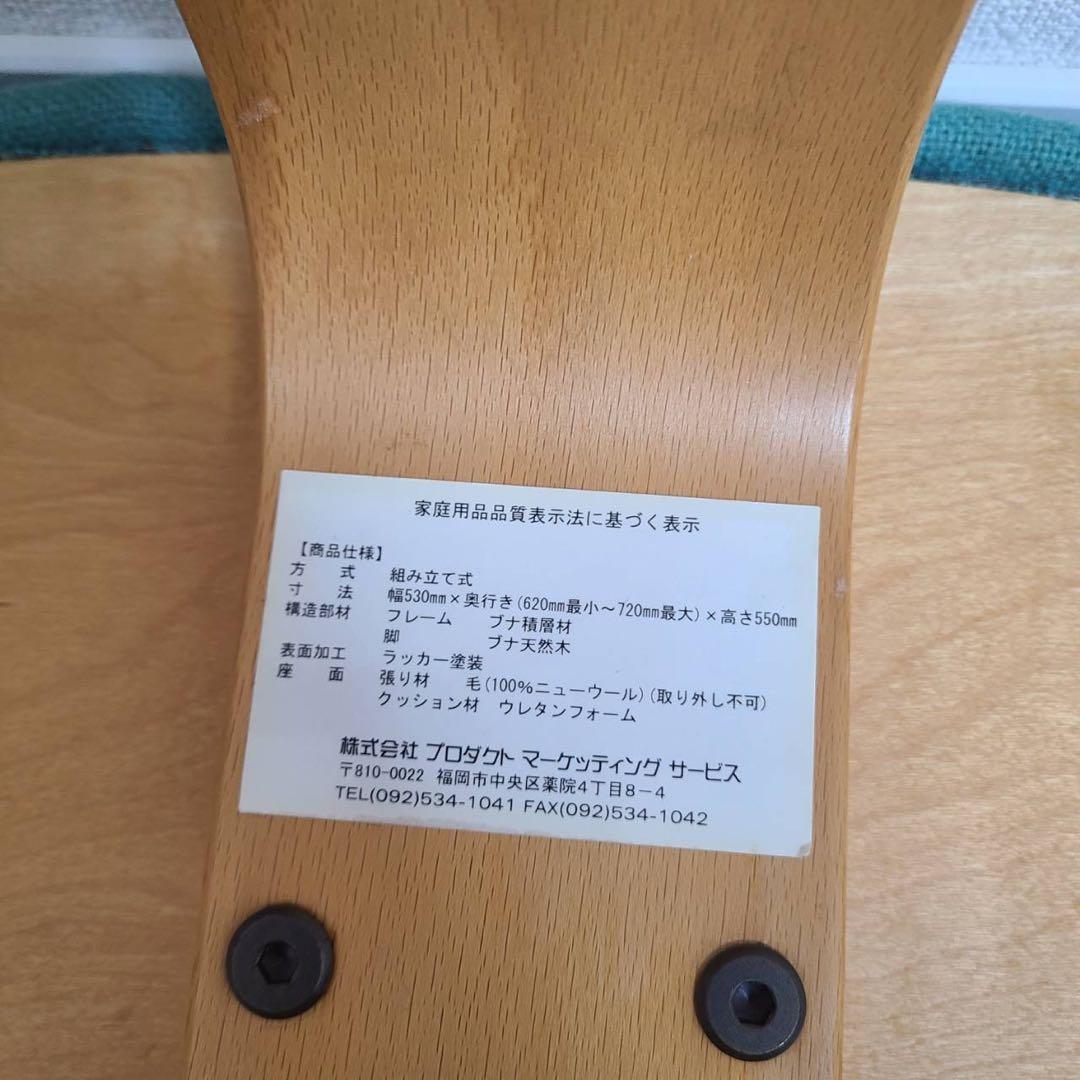 家庭用品品質表示法に基づく表示
【商品仕様】
方 式 組み立て式
寸 法 幅530mm×奥行き(620mm最小～720mm最大)×高さ550mm
構造部材 フレーム ブナ積層材
脚 ブナ天然木
表面加工 ラッカー塗装
座 面 張り材 毛(100%ニューウール)(取り外し不可)
クッション材 ウレタンフォーム
株式会社 プロダクト マーケッティング サービス
〒810-0022 福岡市中央区薬院4丁目8－4
TEL(092)534-1041 FAX(092)534-1042